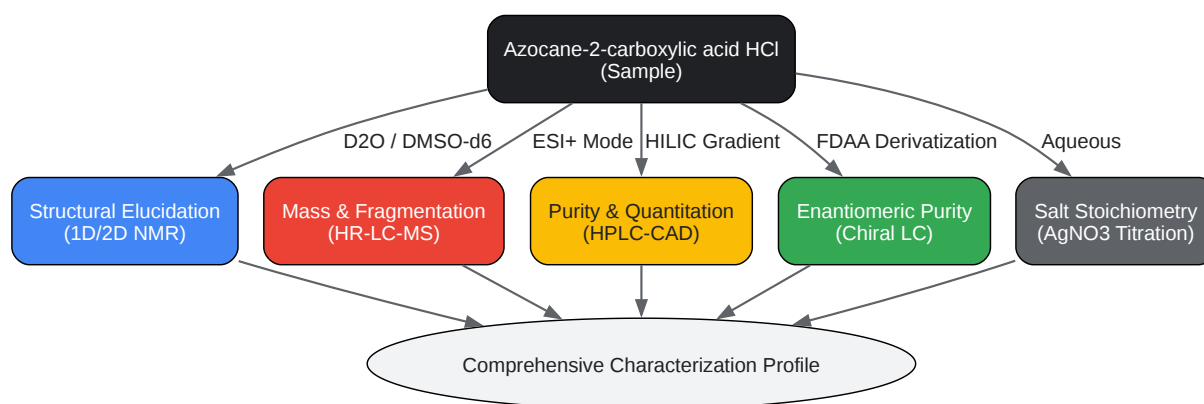 Azocane-2-carboxylic acid HCl
(Sample)
D2O / DMSO-d6
ESI+ Mode
HILIC Gradient
FDAA Derivatization
Aqueous
Structural Elucidation
(1D/2D NMR)
Mass & Fragmentation
(HR-LC-MS)
Purity & Quantitation
(HPLC-CAD)
Enantiomeric Purity
(Chiral LC)
Salt Stoichiometry
(AgNO3 Titration)
Comprehensive Characterization Profile